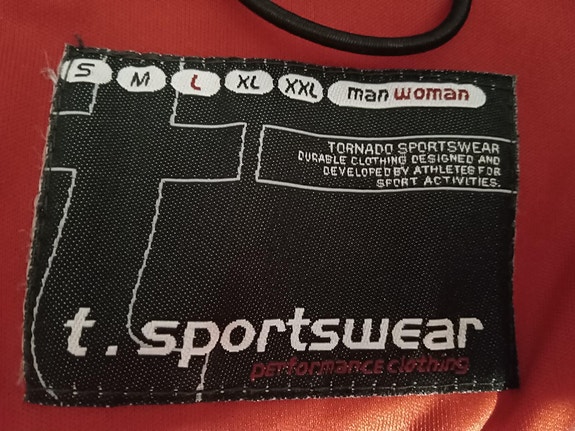 S M L XL XXL man woman
TORNADO SPORTSWEAR
DURABLE CLOTHING DESIGNED AND
DEVELOPED BY ATHLETES FOR
SPORT ACTIVITIES.
t. sportswear
performance clothing